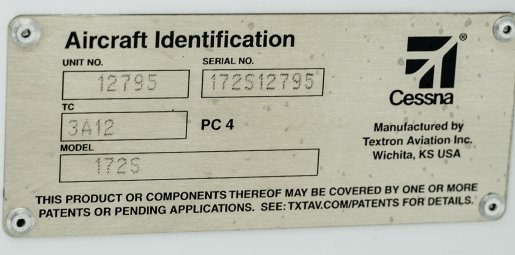 Aircraft Identification
UNIT NO. SERIAL NO.
12795 172S12795
TC
3A12 PC 4
MODEL
172S
®
Cessna
Manufactured by
Textron Aviation Inc.
Wichita, KS USA
THIS PRODUCT OR COMPONENTS THEREOF MAY BE COVERED BY ONE OR MORE
PATENTS OR PENDING APPLICATIONS. SEE: TXTAV.COM/PATENTS FOR DETAILS.